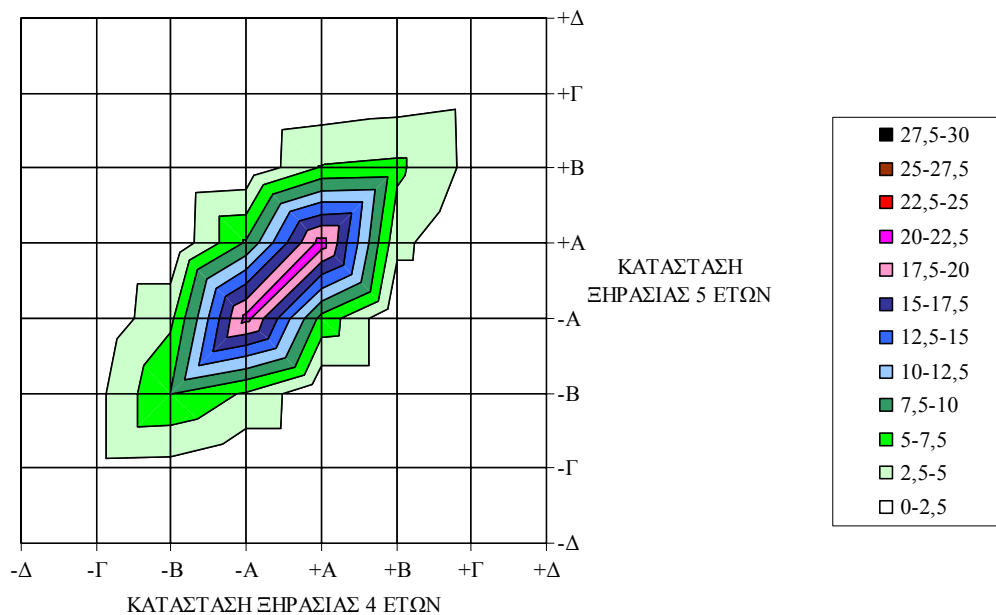 +Δ
+Γ
+Β
+Α
-Α
-Β
-Γ
-Δ
-Δ -Γ -Β -Α +Α +Β +Γ +Δ
ΚΑΤΑΣΤΑΣΗ ΞΗΡΑΣΙΑΣ 4 ΕΤΩΝ
ΚΑΤΑΣΤΑΣΗ
ΞΗΡΑΣΙΑΣ 5 ΕΤΩΝ
27,5-30
25-27,5
22,5-25
20-22,5
17,5-20
15-17,5
12,5-15
10-12,5
7,5-10
5-7,5
2,5-5
0-2,5